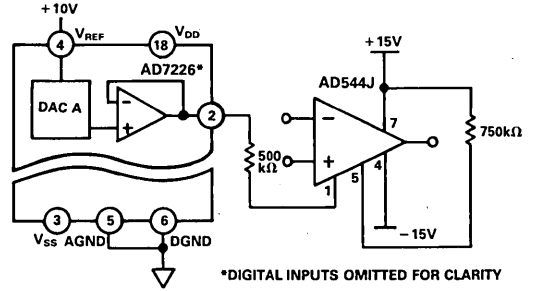 +10V
4
VREF
18
VDD
AD7226*
DAC A
−
+
2
500
kΩ
+15V
AD544J
−
+
7
1
5
4
750kΩ
−15V
3
5
6
VSS
AGND
DGND
*DIGITAL INPUTS OMITTED FOR CLARITY